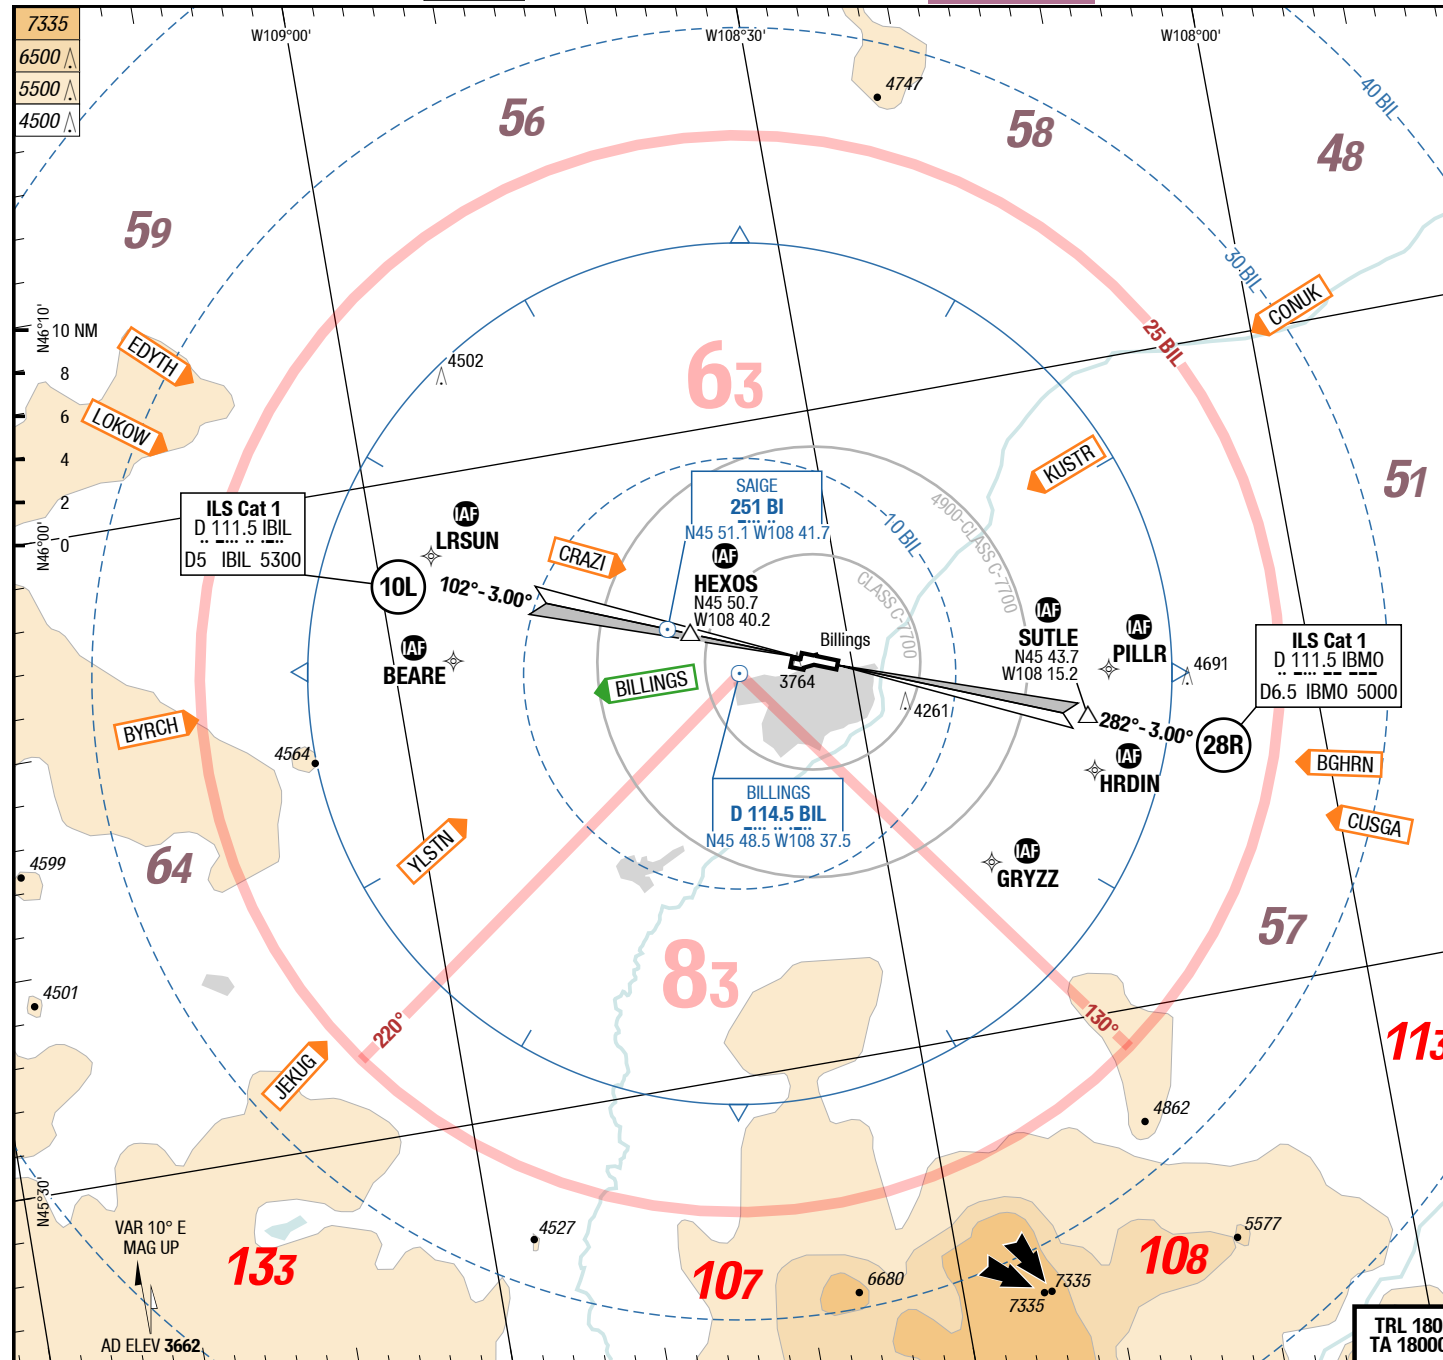 7335
6500
5500
4500
W109°00'
W108°30'
W108°00'
4747
40 BIL
56
58
48
59
30 BIL
CONUK
N46°10'
10 NM
8
6
4
2
0
N46°00'
EDYTH
LOKOW
4502
63
25 BIL
KUSTR
51
ILS Cat 1
D 111.5 IBIL
D5 IBIL 5300
IAF
LRSUN
10L
102°-3.00°
CRAZI
SAIGE
251 BI
N45 51.1 W108 41.7
10 BIL
4900-CLASS C-7700
CLASS C-7700
IAF
HEXOS
N45 50.7
W108 40.2
IAF
BEARE
BILLINGS
Billings
3764
4261
IAF
SUTLE
N45 43.7
W108 15.2
IAF
PILLR
4691
ILS Cat 1
D 111.5 IBMO
D6.5 IBMO 5000
282°-3.00°
28R
IAF
HRDIN
BGHRN
CUSGA
BYRCH
4564
YLSTN
BILLINGS
D 114.5 BIL
N45 48.5 W108 37.5
IAF
GRYZZ
4599
64
57
83
4501
220°
130°
113
JEKUG
4862
N45°30'
VAR 10° E
MAG UP
133
4527
107
6680
7335
7335
108
5577
AD ELEV 3662
TRL 180
TA 18000